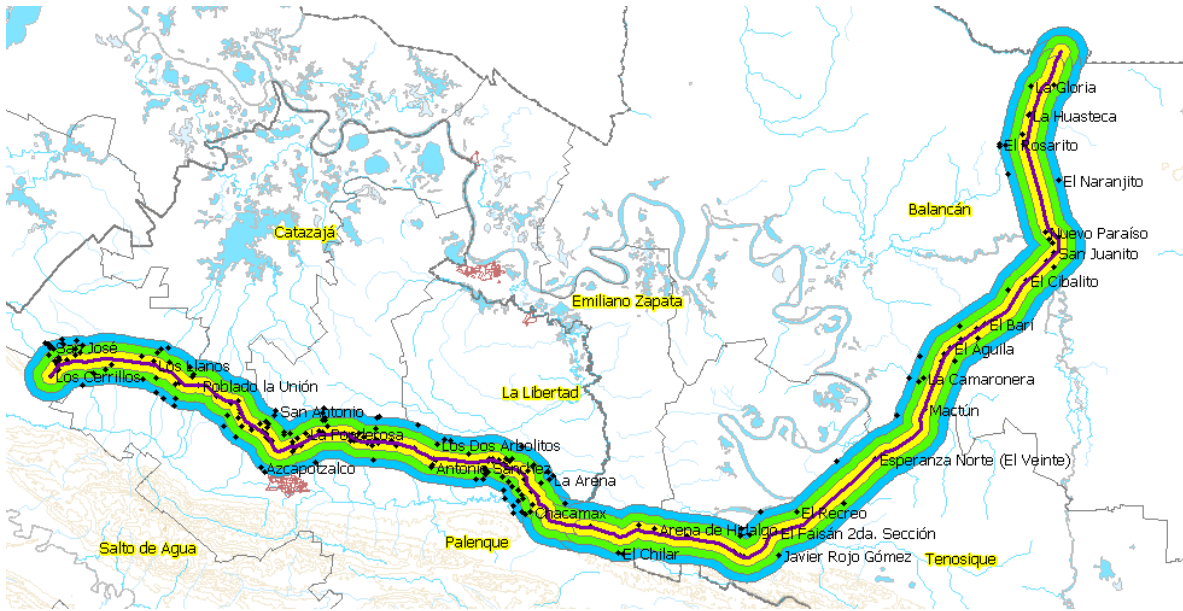 La Gloria
La Huasteca
El Rosarito
El Naranjito
Balancán
Catazajá
Nuevo Paraíso
San Juanito
El Cibalito
Emiliano Zapata
El Barí
San José
El Águila
Los Llanos
Los Cerrillos
La Camaronera
Poblado la Unión
La Libertad
San Antonio
Mactún
La Ponderosa
Los Dos Arbolitos
Esperanza Norte (El Veinte)
Azcapotzalco
Antonio Sánchez
La Arena
Chacamax
El Recreo
Arena de Hidalgo
El Faisán 2da. Sección
Palenque
Salto de Agua
El Chilar
Javier Rojo Gómez
Tenosique